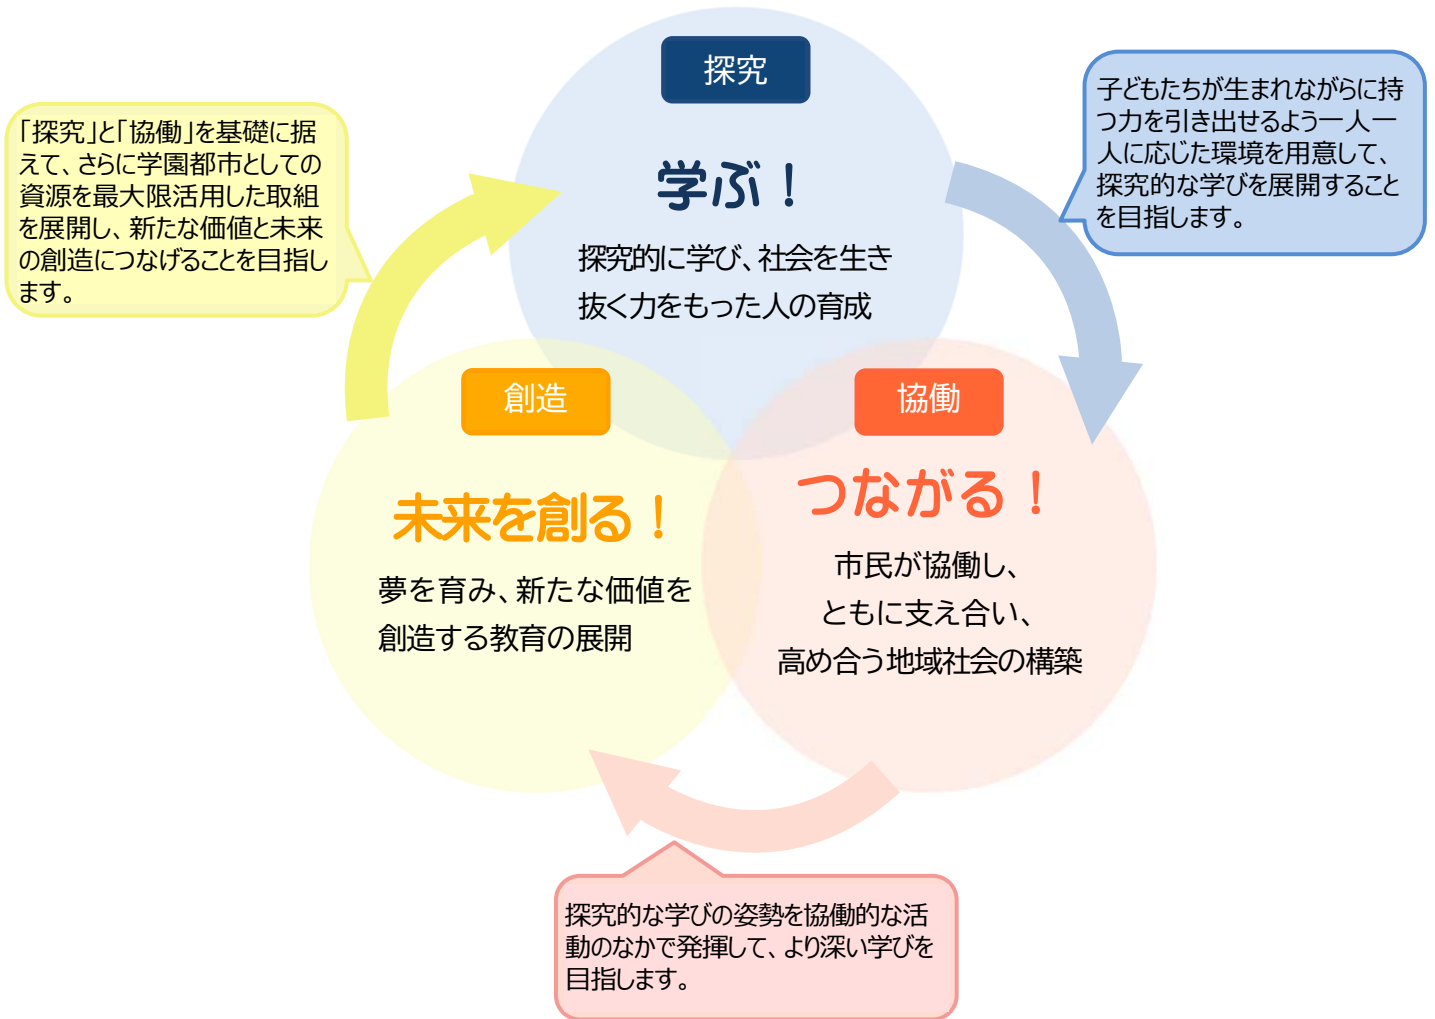 探究
学ぶ！
探究的に学び、社会を生き
抜く力をもった人の育成
子どもたちが生まれながらに持
つ力を引き出せるよう一人一
人に応じた環境を用意して、
探究的な学びを展開すること
を目指します。
「探究」と「協働」を基礎に据
えて、さらに学園都市としての
資源を最大限活用した取組
を展開し、新たな価値と未来
の創造につなげることを目指し
ます。
創造
未来を創る！
夢を育み、新たな価値を
創造する教育の展開
協働
つながる！
市民が協働し、
ともに支え合い、
高め合う地域社会の構築
探究的な学びの姿勢を協働的な活
動のなかで発揮して、より深い学びを
目指します。